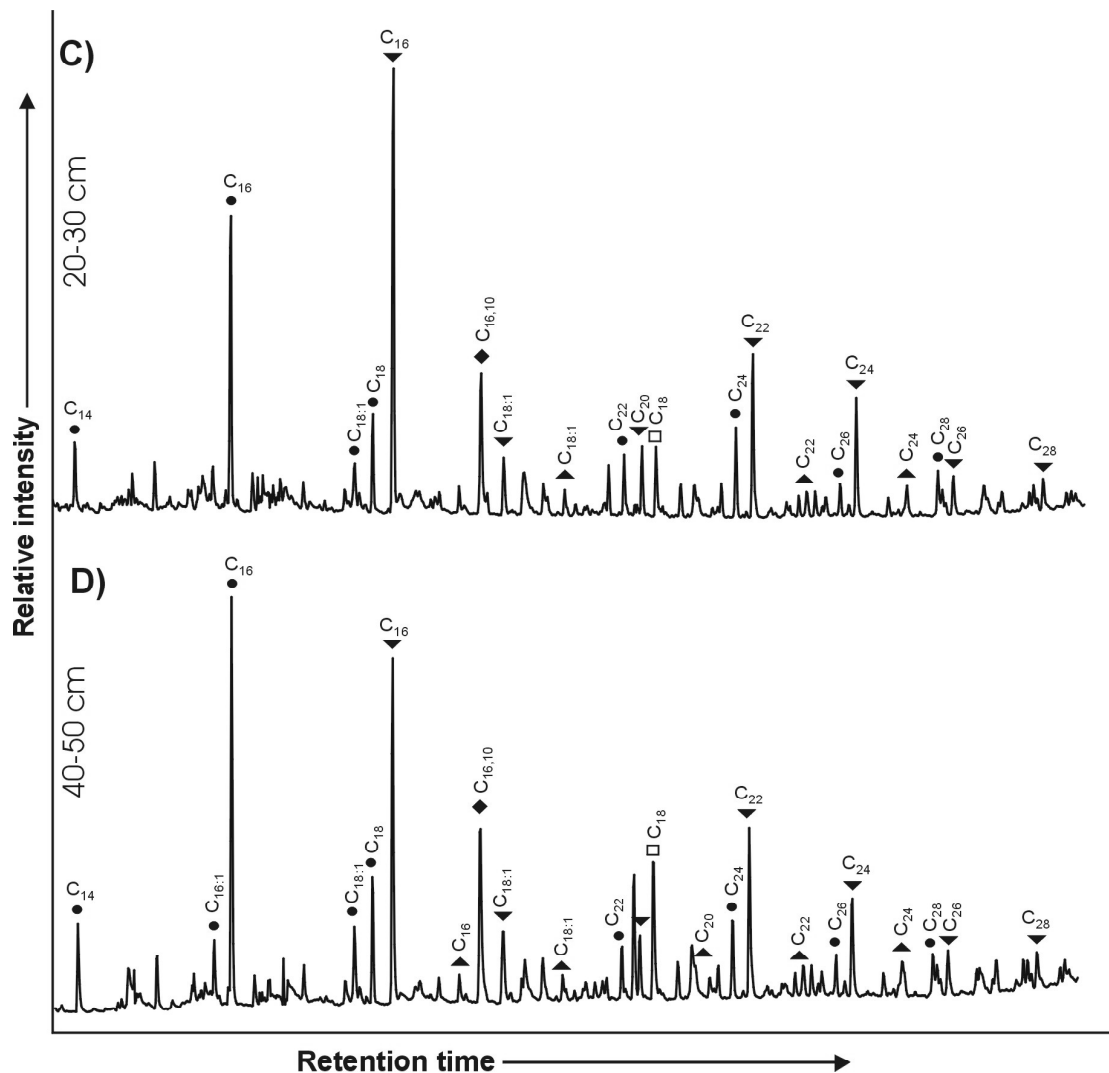 C)
Relative intensity
20-30 cm
C14
C16
C18:1
C18
C16
C16,10
C18:1
C18:1
C22
C20
C18
C24
C22
C22
C26
C24
C24
C28
C26
C28
D)
40-50 cm
C14
C16:1
C16
C18:1
C18
C16
C16
C16,10
C18:1
C18:1
C22
C18
C20
C24
C22
C22
C26
C24
C24
C28
C26
C28
Retention time